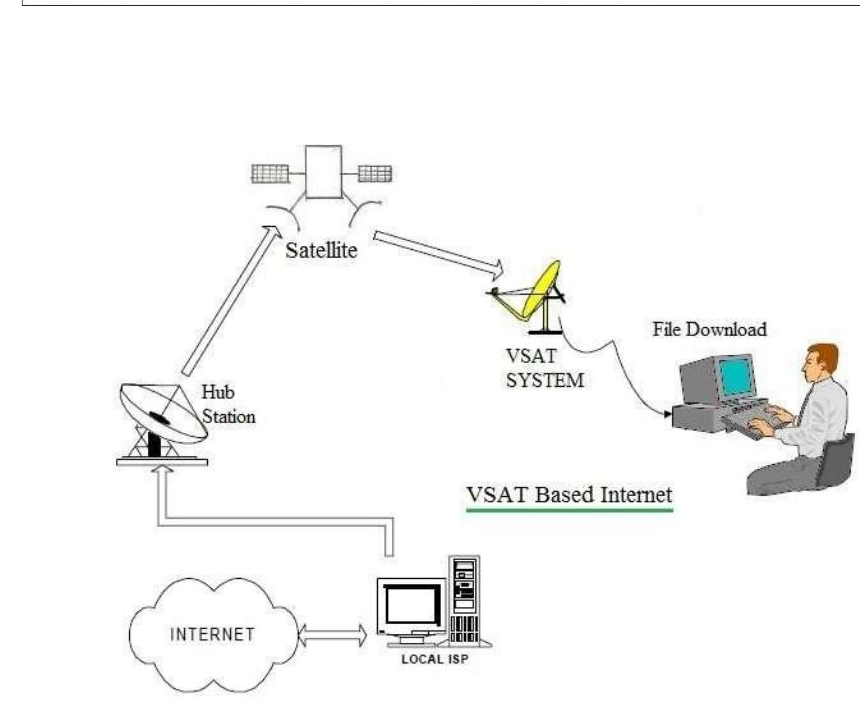 Satellite
VSAT
SYSTEM
File Download
Hub
Station
VSAT Based Internet
INTERNET
LOCAL ISP